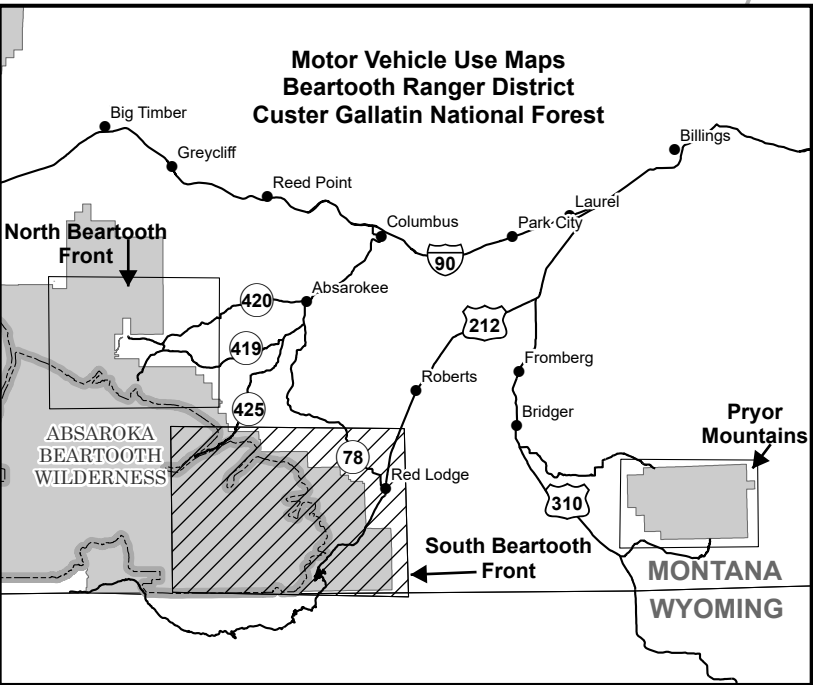 Motor Vehicle Use Maps
Beartooth Ranger District
Custer Gallatin National Forest
Big Timber
Greycliff
Billings
Reed Point
Laurel
Columbus
Park City
North Beartooth
Front
90
Absarokee
420
212
419
Fromberg
Roberts
425
Bridger
Pryor
Mountains
ABSAROKA
BEARTOOTH
WILDERNESS
78
Red Lodge
310
South Beartooth
Front
MONTANA
WYOMING